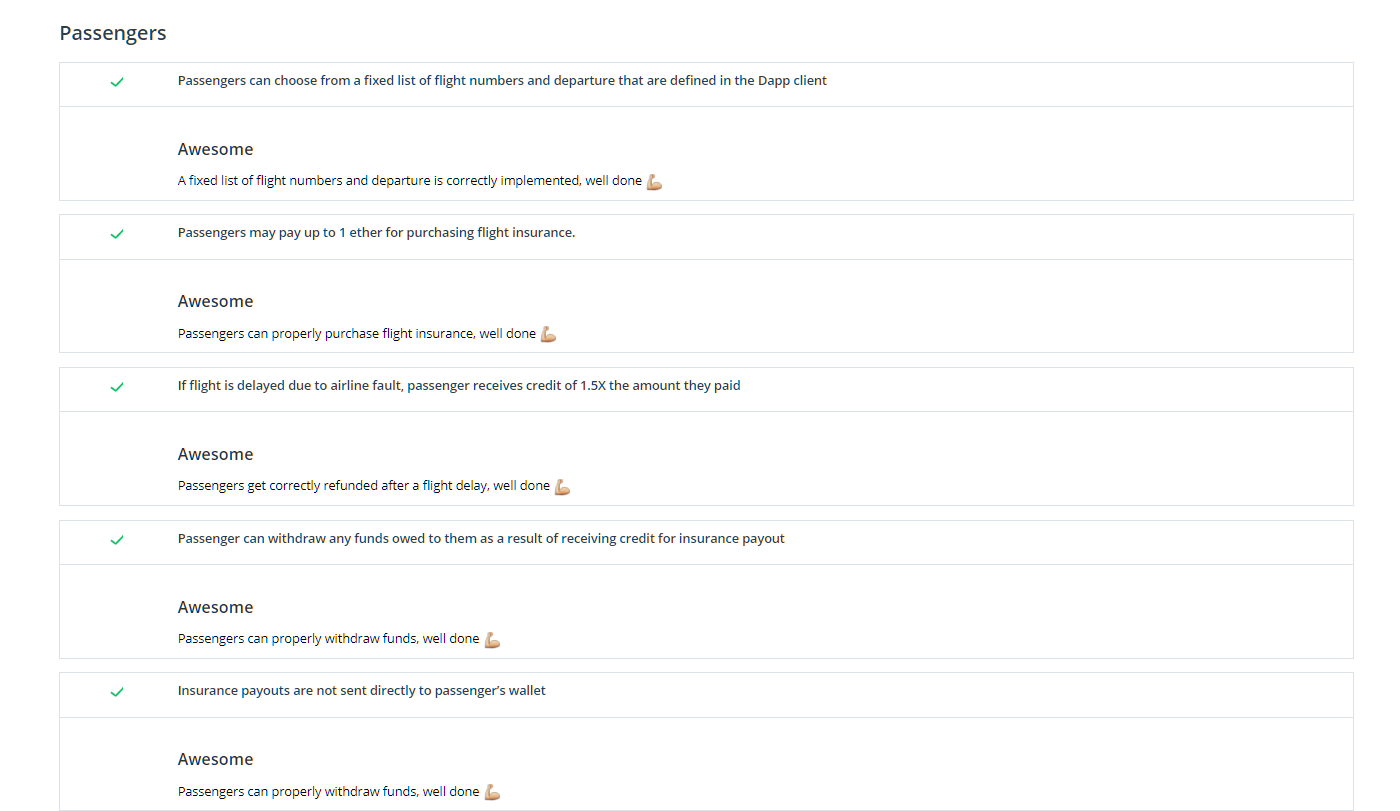 Passengers
Passengers can choose from a fixed list of flight numbers and departure that are defined in the Dapp client
Awesome
A fixed list of flight numbers and departure is correctly implemented, well done 💪🏼
Passengers may pay up to 1 ether for purchasing flight insurance.
Awesome
Passengers can properly purchase flight insurance, well done 💪🏼
If flight is delayed due to airline fault, passenger receives credit of 1.5X the amount they paid
Awesome
Passengers get correctly refunded after a flight delay, well done 💪🏼
Passenger can withdraw any funds owed to them as a result of receiving credit for insurance payout
Awesome
Passengers can properly withdraw funds, well done 💪🏼
Insurance payouts are not sent directly to passenger’s wallet
Awesome
Passengers can properly withdraw funds, well done 💪🏼